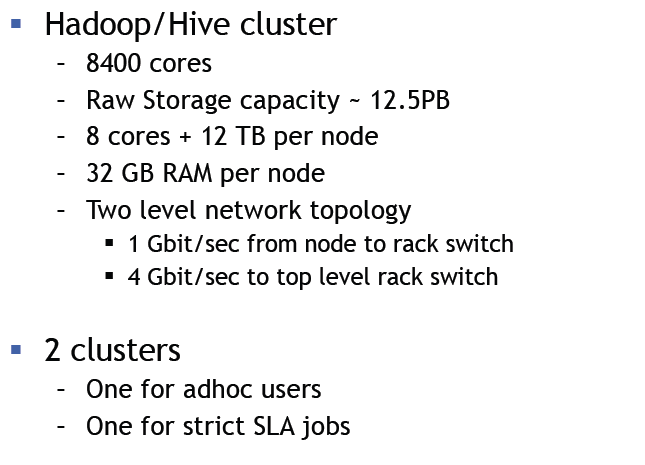 ▪ Hadoop/Hive cluster
– 8400 cores
– Raw Storage capacity ~ 12.5PB
– 8 cores + 12 TB per node
– 32 GB RAM per node
– Two level network topology
▪ 1 Gbit/sec from node to rack switch
▪ 4 Gbit/sec to top level rack switch
▪ 2 clusters
– One for adhoc users
– One for strict SLA jobs